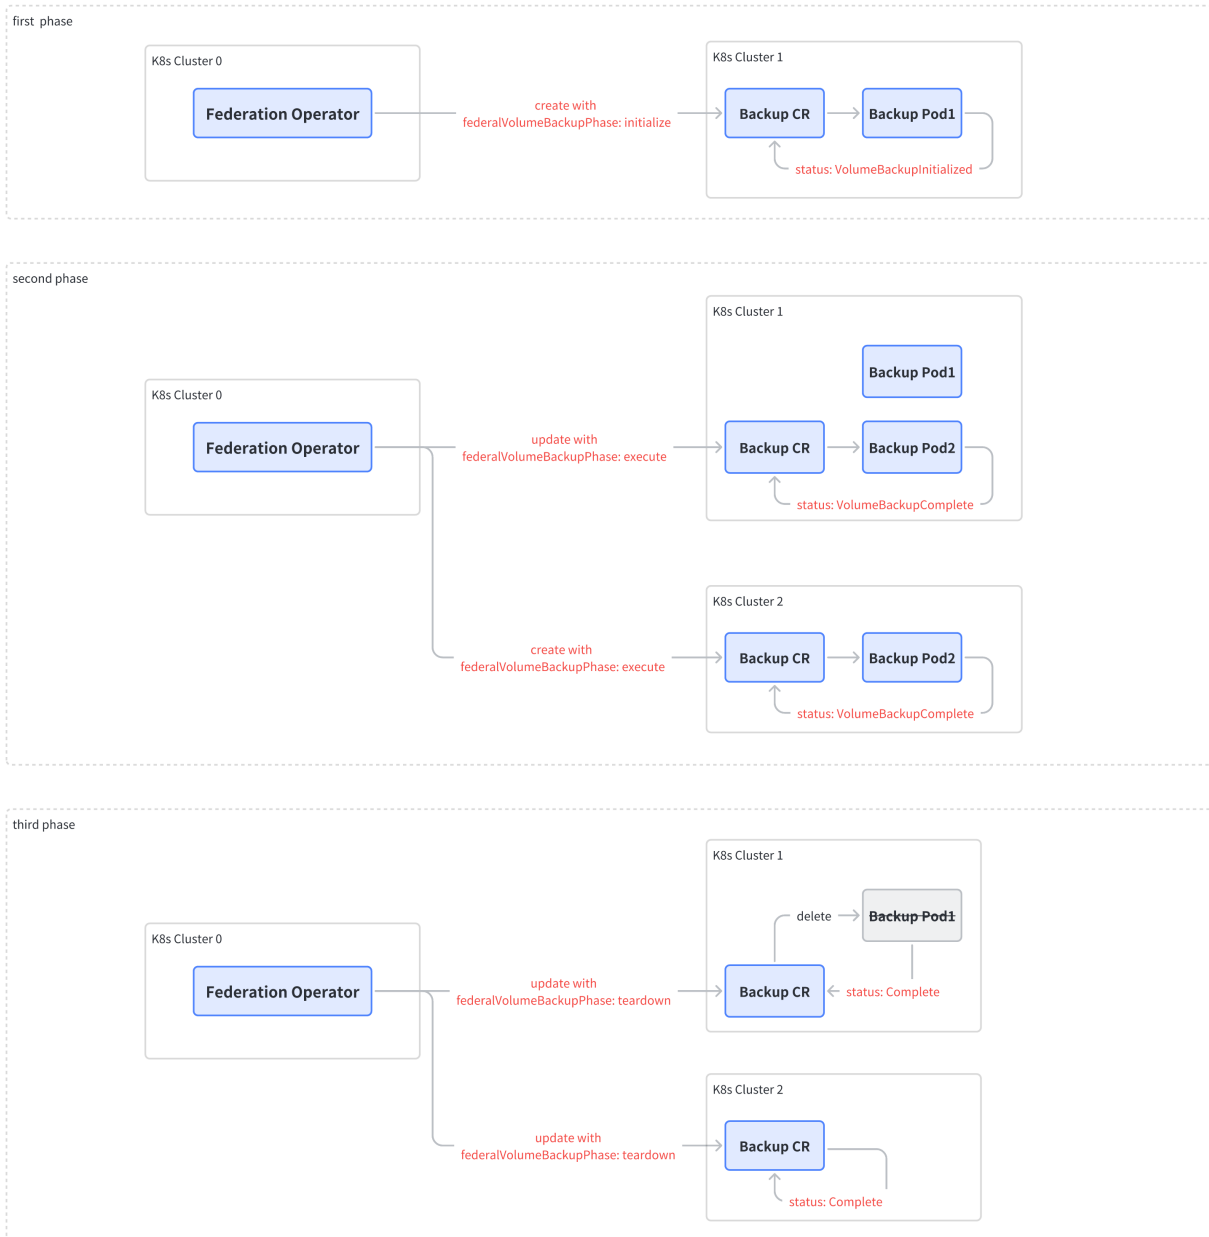 first phase
K8s Cluster 0
Federation Operator
create with
federalVolumeBackupPhase: initialize
K8s Cluster 1
Backup CR
Backup Pod1
status: VolumeBackupInitialized
second phase
K8s Cluster 0
Federation Operator
update with
federalVolumeBackupPhase: execute
K8s Cluster 1
Backup Pod1
Backup CR
Backup Pod2
status: VolumeBackupComplete
create with
federalVolumeBackupPhase: execute
K8s Cluster 2
Backup CR
Backup Pod2
status: VolumeBackupComplete
third phase
K8s Cluster 0
Federation Operator
update with
federalVolumeBackupPhase: teardown
K8s Cluster 1
delete
Backup Pod1
Backup CR
status: Complete
update with
federalVolumeBackupPhase: teardown
K8s Cluster 2
Backup CR
status: Complete